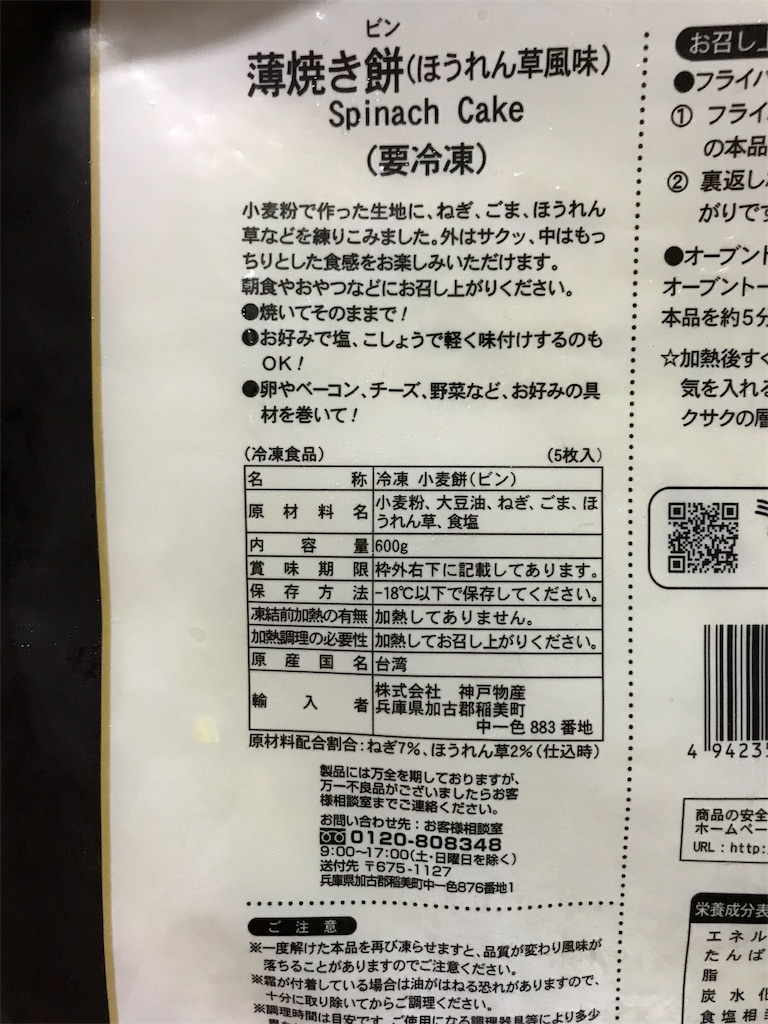 ビン
薄焼き餅(ほうれん草風味)
Spinach Cake
(要冷凍)
小麦粉で作った生地に、ねぎ、ごま、ほうれん
草などを練りこみました。外はサクッ、中はもっ
ちりとした食感をお楽しみいただけます。
朝食やおやつなどにお召し上がりください。
●焼いてそのままで!
●お好みで塩、こしょうで軽く味付けするのも
OK!
●卵やベーコン、チーズ、野菜など、お好みの具
材を巻いて!
(冷凍食品) (5枚入)
名称 冷凍 小麦餅(ビン)
原材料名 小麦粉、大豆油、ねぎ、ごま、ほ
うれん草、食塩
内容量 600g
賞味期限 枠外右下に記載してあります。
保存方法 -18℃以下で保存してください。
凍結前加熱の有無 加熱してありません。
加熱調理の必要性 加熱してお召し上がりください。
原産国名 台湾
輸入者 株式会社 神戸物産
兵庫県加古郡稲美町
中一色 883 番地
原材料配合割合:ねぎ7%、ほうれん草2%(仕込時)
製品には万全を期しておりますが、
万一不良品がございましたらお客
様相談室までご連絡ください。
お問い合わせ先:お客様相談室
0120-808348
9:00~17:00(土・日曜日を除く)
送付先 〒675-1127
兵庫県加古郡稲美町中一色876番地1
ご注意
※一度解けた本品を再び凍らせますと、品質が変わり風味が
落ちることがありますのでご注意ください。
※霜が付着している場合は油がはねる恐れがありますので、
十分に取り除いてからご調理ください。
※調理時間は目安です。ご使用になる調理器具等により多少
お召し上
●フライパ
① フライ
の本品
② 裏返し
がりです
●オーブント
オーブントー
本品を約5分
☆加熱後すぐ
気を入れる
クサクの層
4 94235
商品の安全
ホームペー
URL:http:
栄養成分表
エネル
たんぱ
脂
炭水化
食塩相